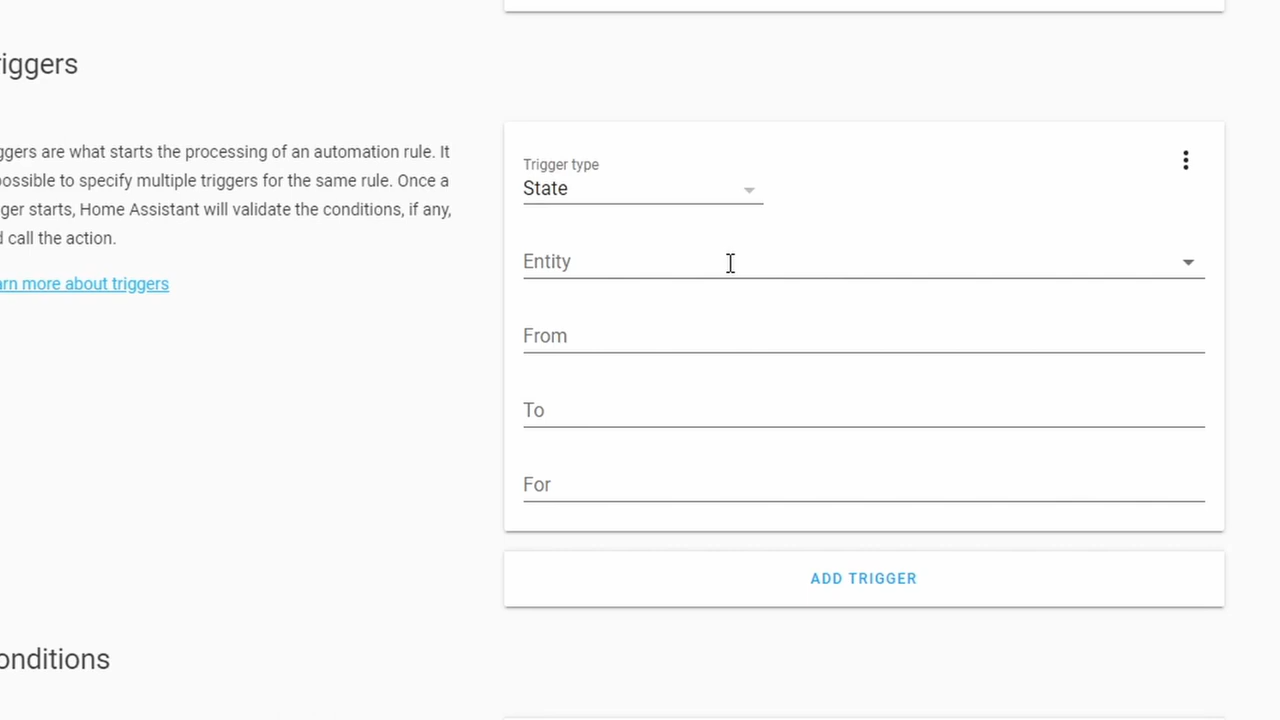 riggers
ggers are what starts the processing of an automation rule. It
ossible to specify multiple triggers for the same rule. Once a
ger starts, Home Assistant will validate the conditions, if any,
d call the action.
arn more about triggers
Trigger type
State
Entity
From
To
For
ADD TRIGGER
onditions